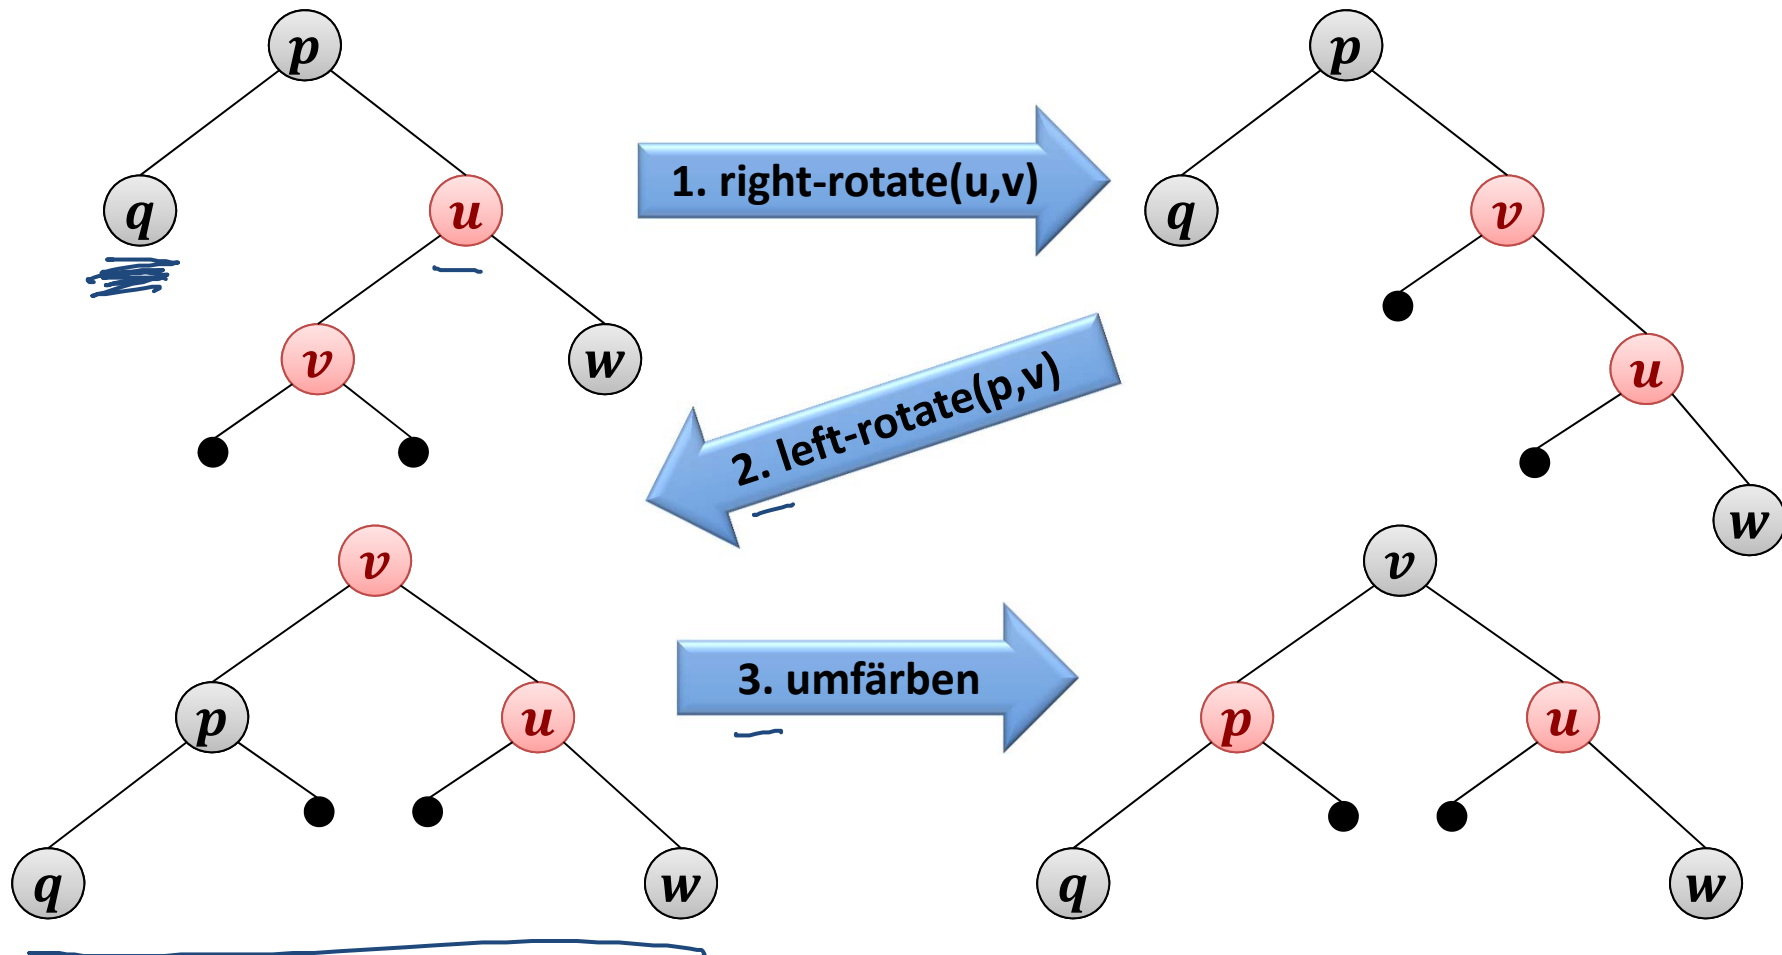 p
q
u
v
w
1. right-rotate(u,v)
p
q
v
u
w
2. left-rotate(p,v)
v
p
u
q
w
3. umfärben
v
p
u
q
w